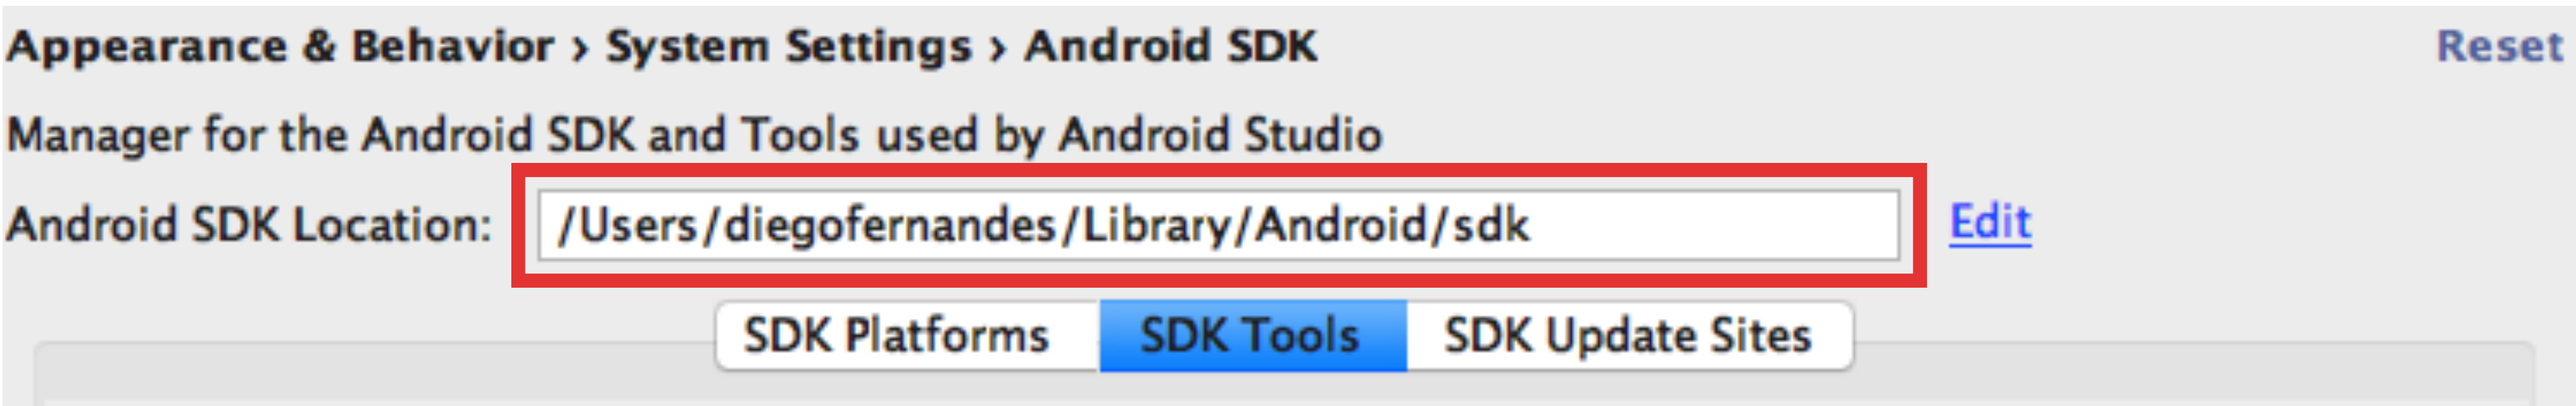 Appearance & Behavior › System Settings › Android SDK Reset
Manager for the Android SDK and Tools used by Android Studio
Android SDK Location: /Users/diegofernandes/Library/Android/sdk Edit
SDK Platforms SDK Tools SDK Update Sites